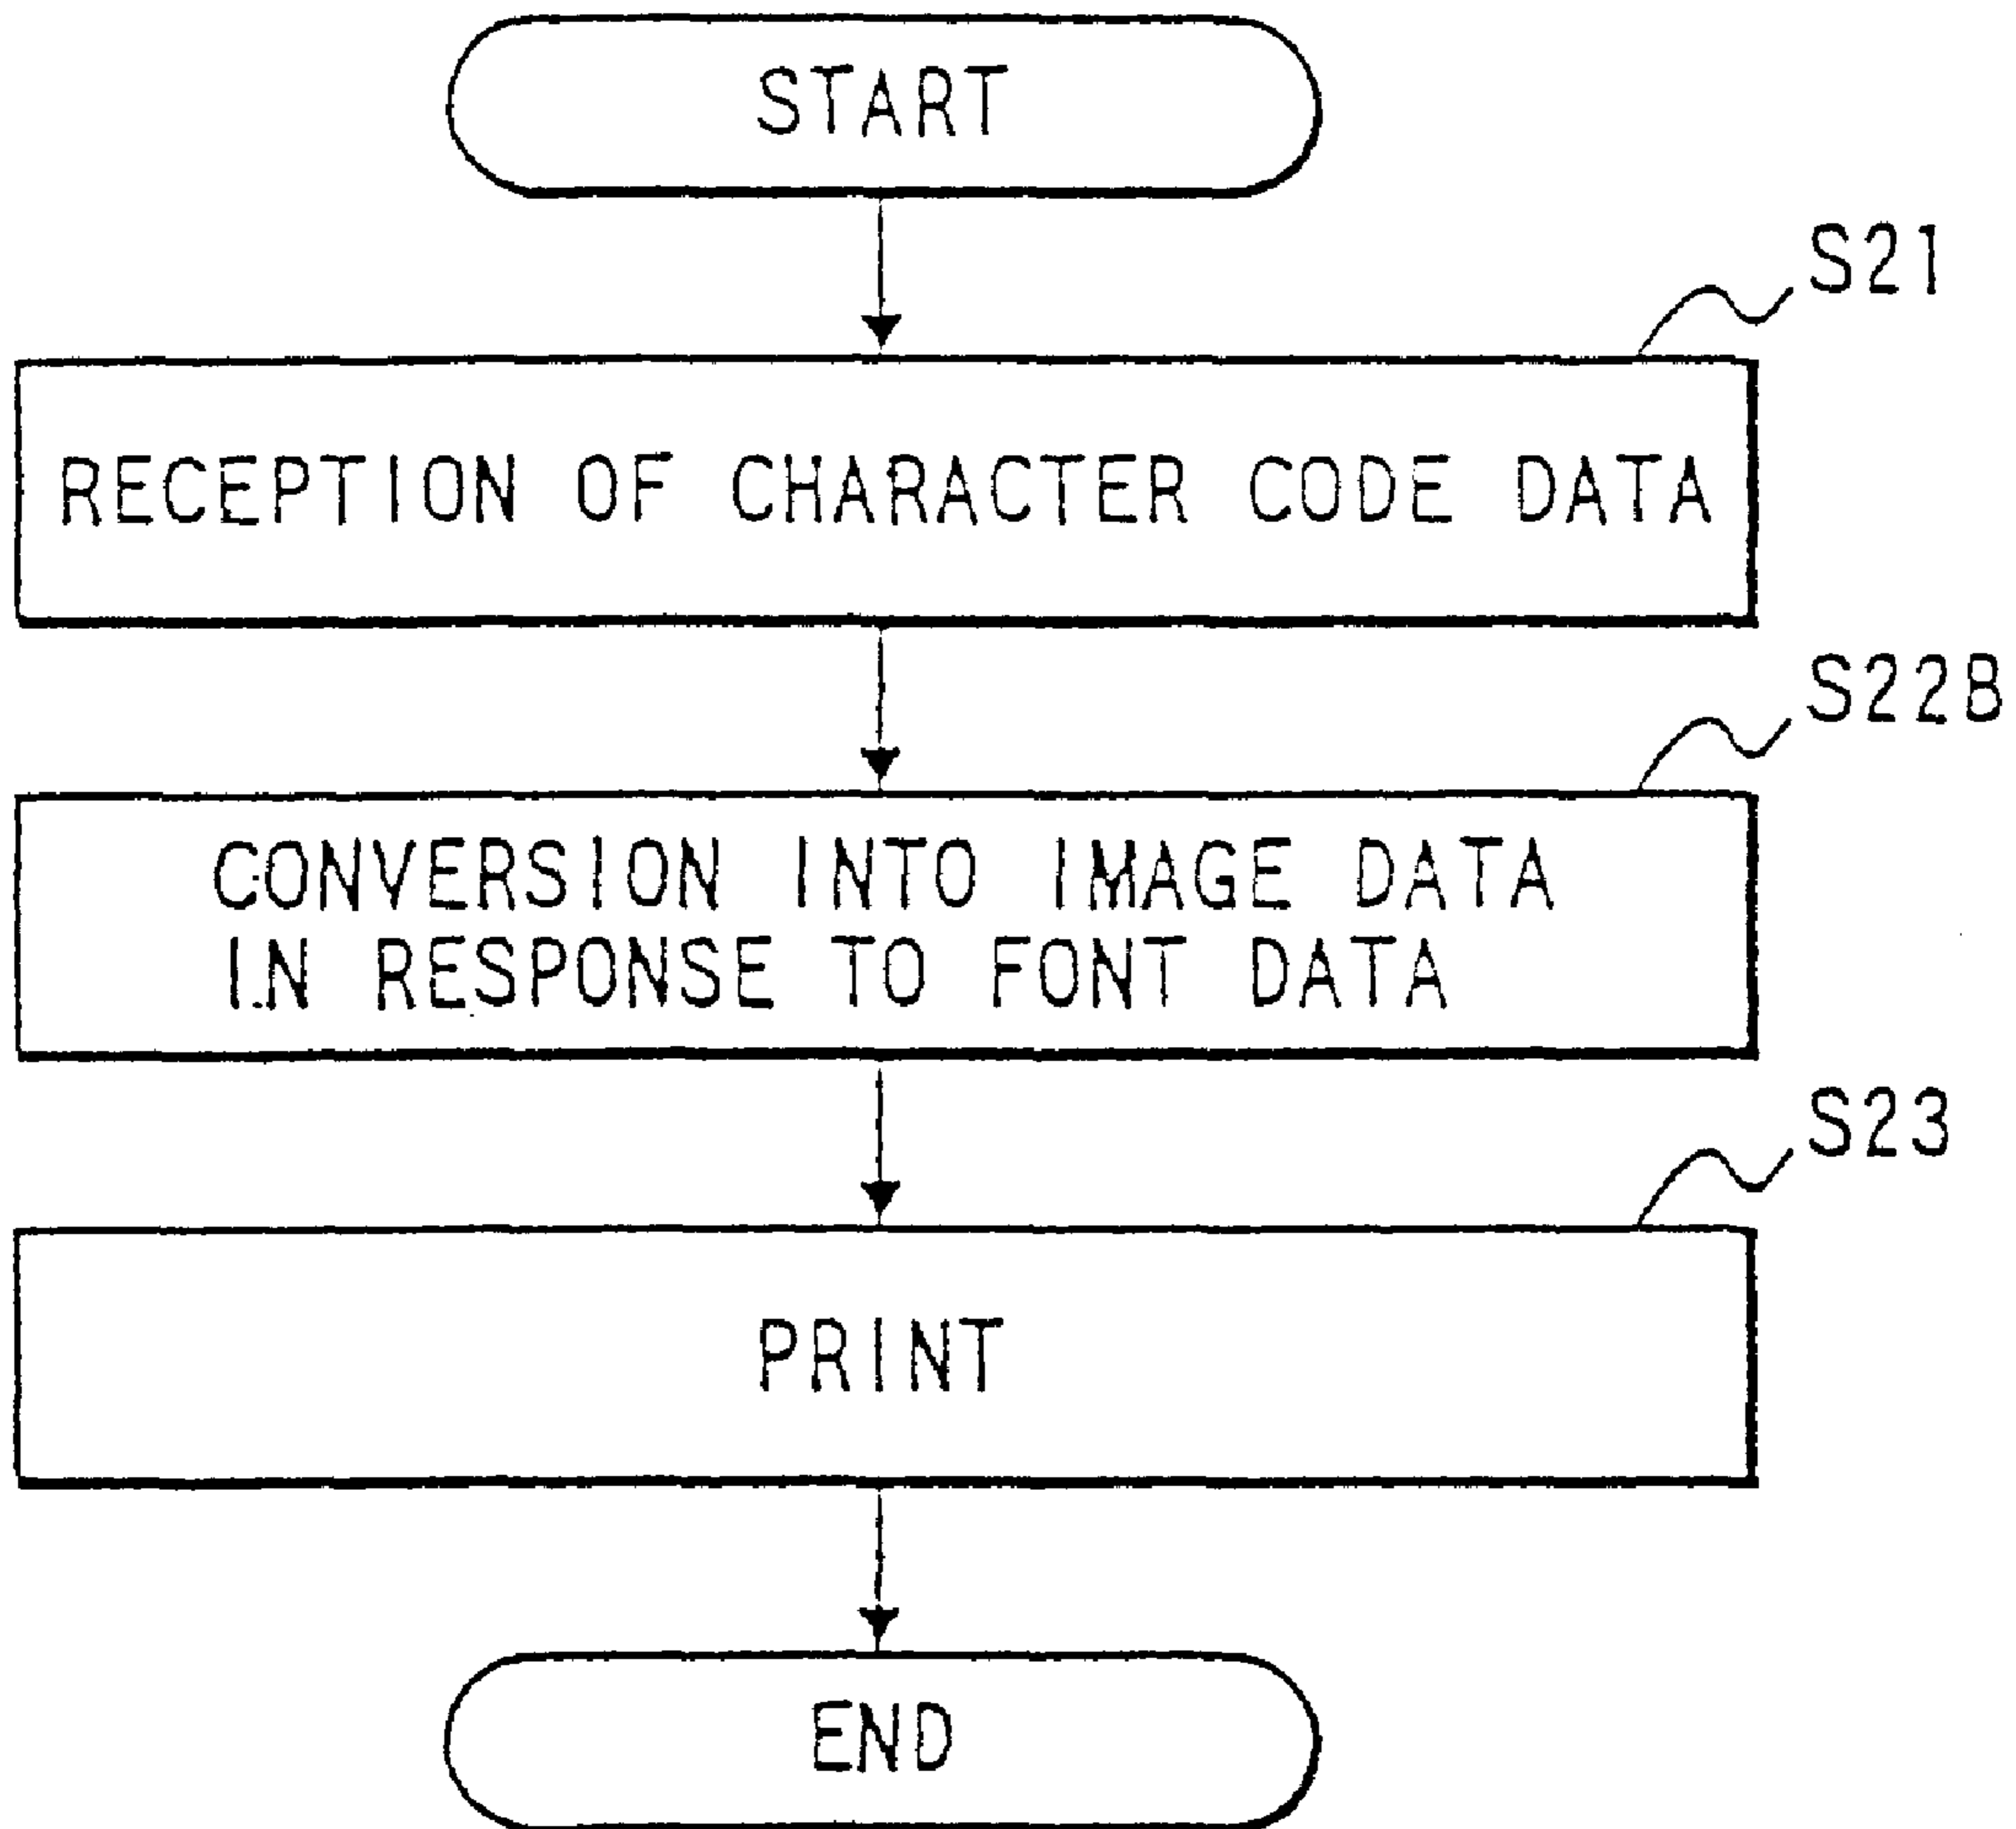 START
S21
RECEPTION OF CHARACTER CODE DATA
S22B
CONVERSION INTO IMAGE DATA
IN RESPONSE TO FONT DATA
S23
PRINT
END